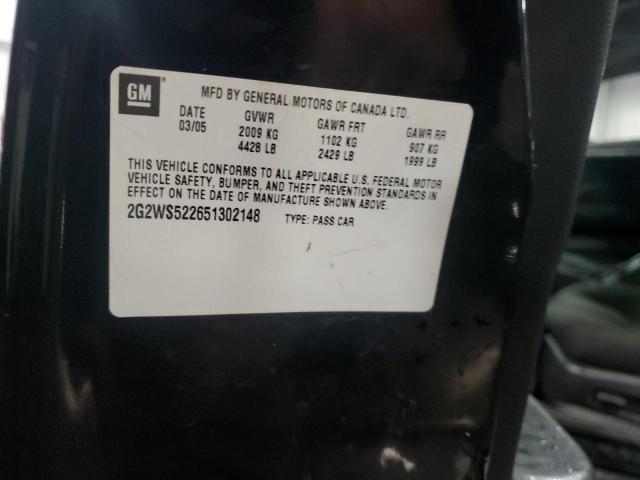 GM
MFD BY GENERAL MOTORS OF CANADA LTD.
DATE GVWR GAWR FRT GAWR RR
03/05 2009 KG 1102 KG 907 KG
4428 LB 2429 LB 1999 LB
THIS VEHICLE CONFORMS TO ALL APPLICABLE U.S. FEDERAL MOTOR
VEHICLE SAFETY, BUMPER, AND THEFT PREVENTION STANDARDS IN
EFFECT ON THE DATE OF MANUFACTURE SHOWN ABOVE.
2G2WS522651302148 TYPE: PASS CAR